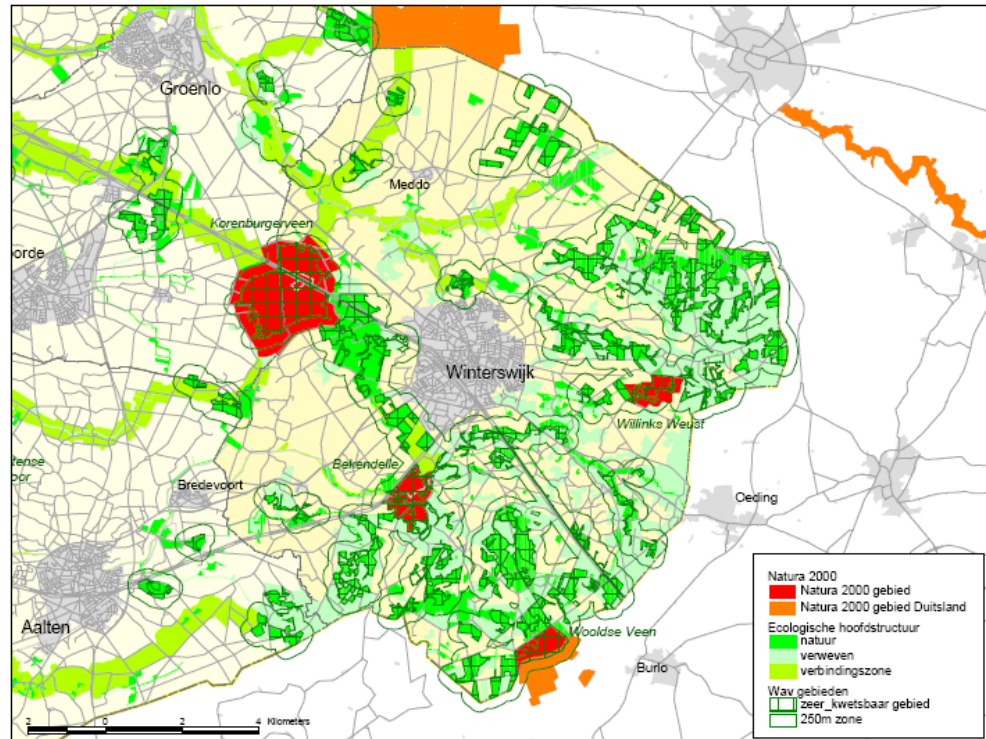 Groenlo
Meddo
Korenburgerveen
orde
Winterswijk
Willinks Weust
Bekendelle
tense
oor
Bredevoort
Oeding
Aalten
Wooldse Veen
Burlo
Natura 2000
Natura 2000 gebied
Natura 2000 gebied Duitsland
Ecologische hoofdstructuur
natuur
verweven
verbindingszone
Wav gebieden
zeer_kwetsbaar gebied
250m zone
2 0 2 4 Kilometers